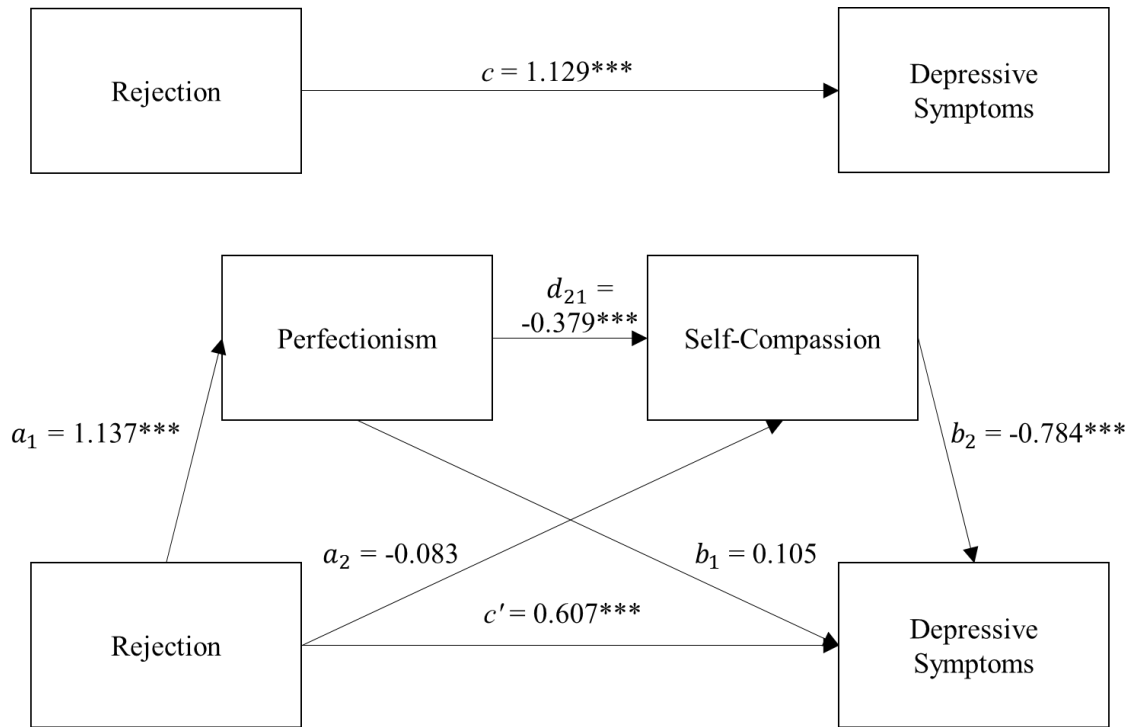 c = 1.129***
Rejection
Depressive
Symptoms
d₂₁ =
-0.379***
Perfectionism
Self-Compassion
a₁ = 1.137***
b₂ = -0.784***
a₂ = -0.083
b₁ = 0.105
c′ = 0.607***
Rejection
Depressive
Symptoms